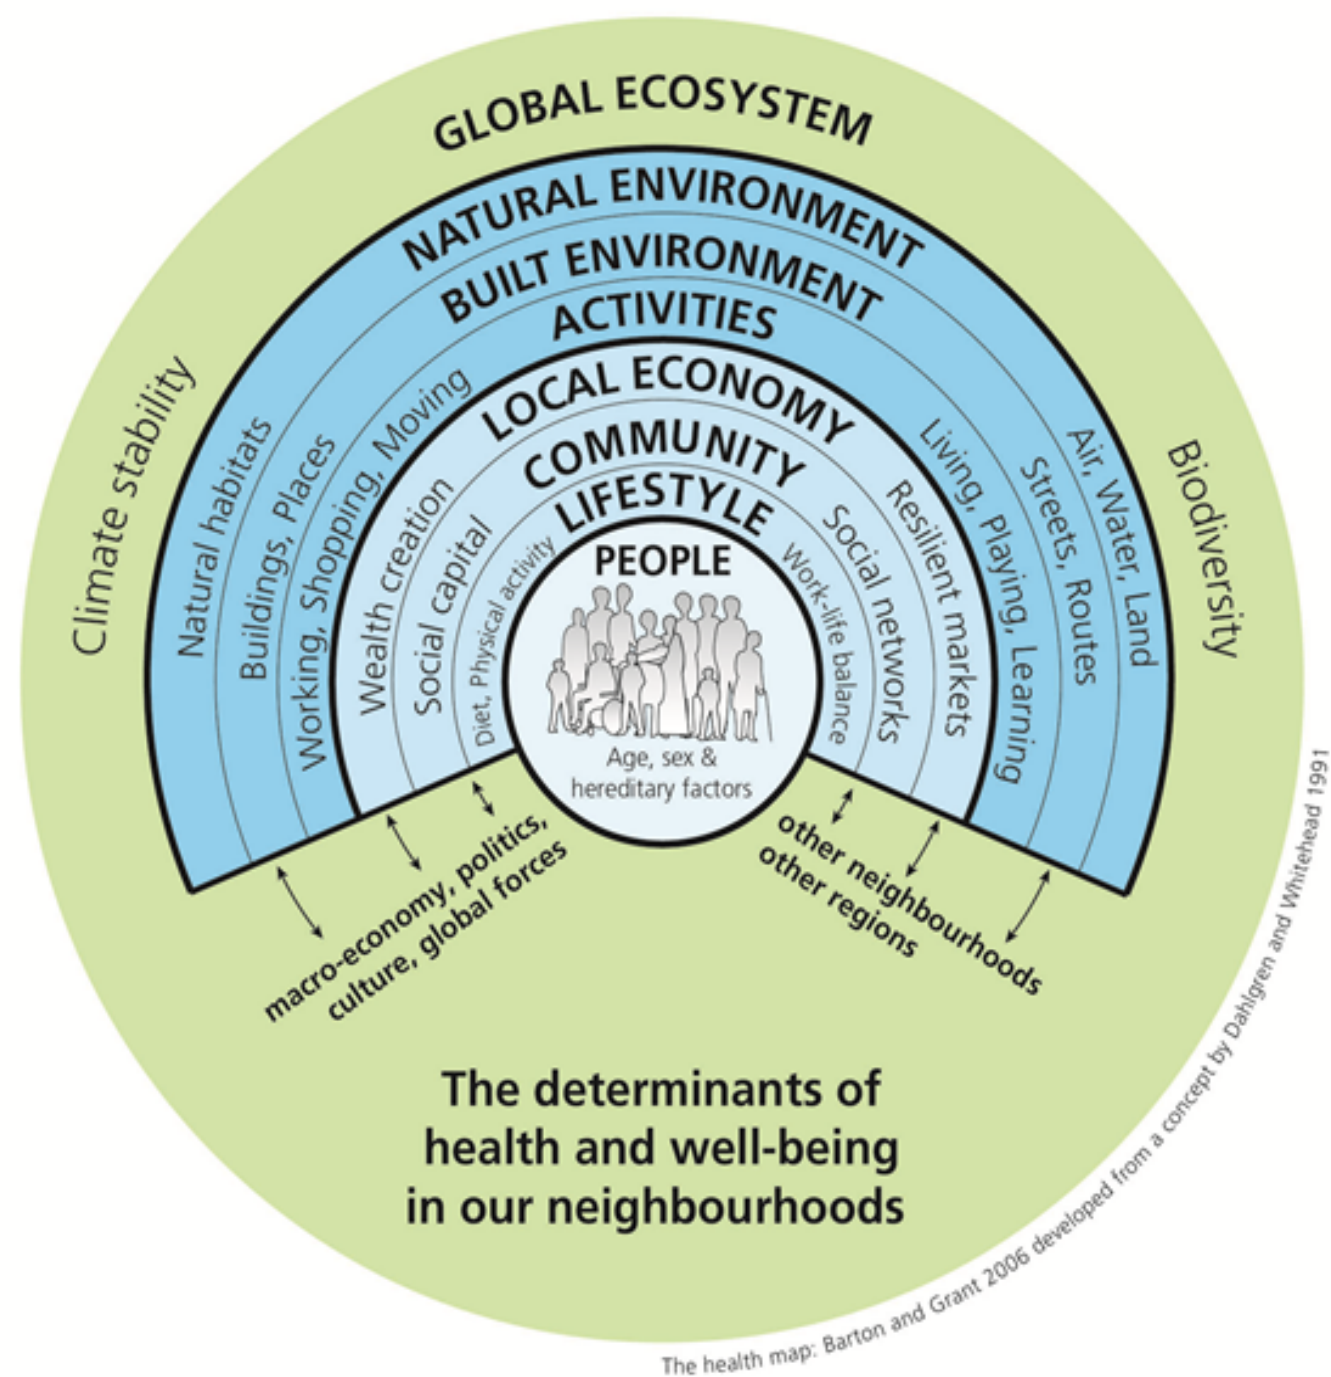 GLOBAL ECOSYSTEM
NATURAL ENVIRONMENT
BUILT ENVIRONMENT
ACTIVITIES
LOCAL ECONOMY
COMMUNITY
LIFESTYLE
PEOPLE
Age, sex &
hereditary factors
Climate stability
Natural habitats
Buildings, Places
Working, Shopping, Moving
Wealth creation
Social capital
Diet, Physical activity
Work-life balance
Social networks
Resilient markets
Living, Playing, Learning
Streets, Routes
Air, Water, Land
Biodiversity
macro-economy, politics,
culture, global forces
other neighbourhoods
other regions
The determinants of
health and well-being
in our neighbourhoods
The health map: Barton and Grant 2006 developed from a concept by Dahlgren and Whitehead 1991